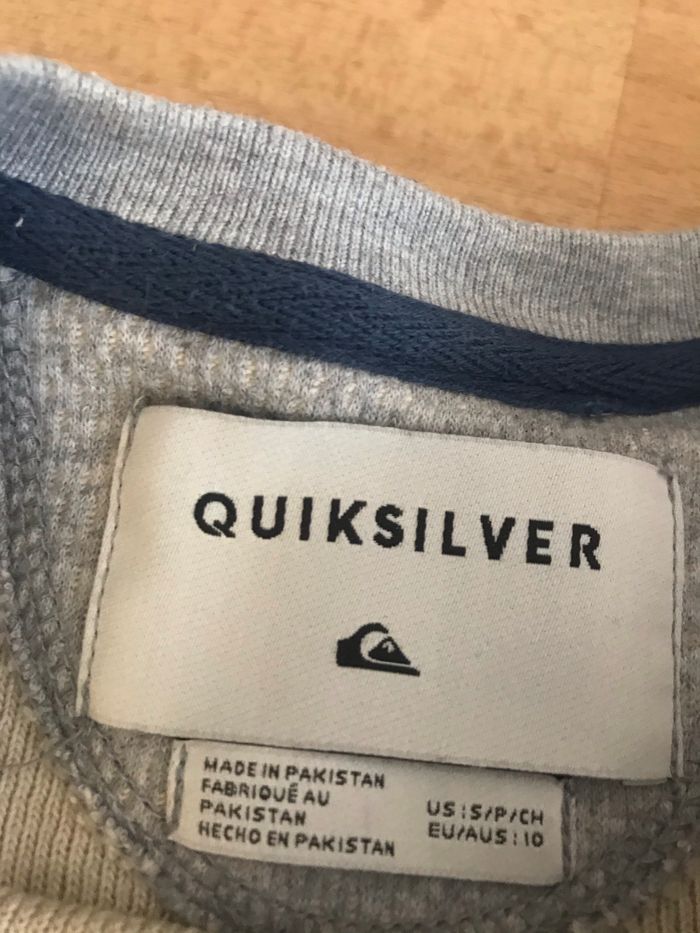 QUIKSILVER
MADE IN PAKISTAN
FABRIQUÉ AU
PAKISTAN
HECHO EN PAKISTAN
US : S/P/CH
EU/AUS : 10